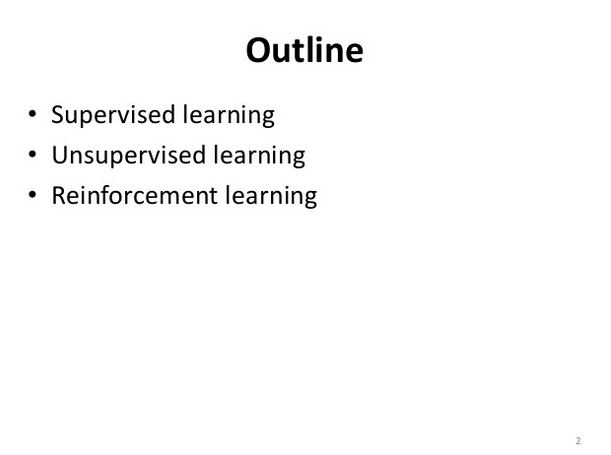 Outline
• Supervised learning
• Unsupervised learning
• Reinforcement learning
2